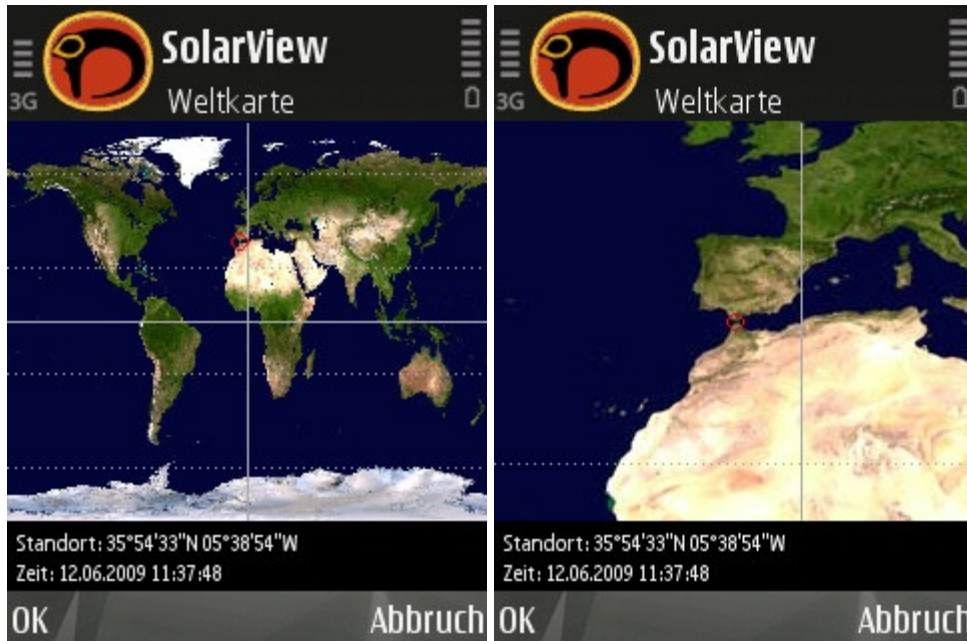 SolarView
Weltkarte
3G
Standort: 35°54'33"N 05°38'54"W
Zeit: 12.06.2009 11:37:48
OK Abbruch
SolarView
Weltkarte
3G
Standort: 35°54'33"N 05°38'54"W
Zeit: 12.06.2009 11:37:48
OK Abbruch